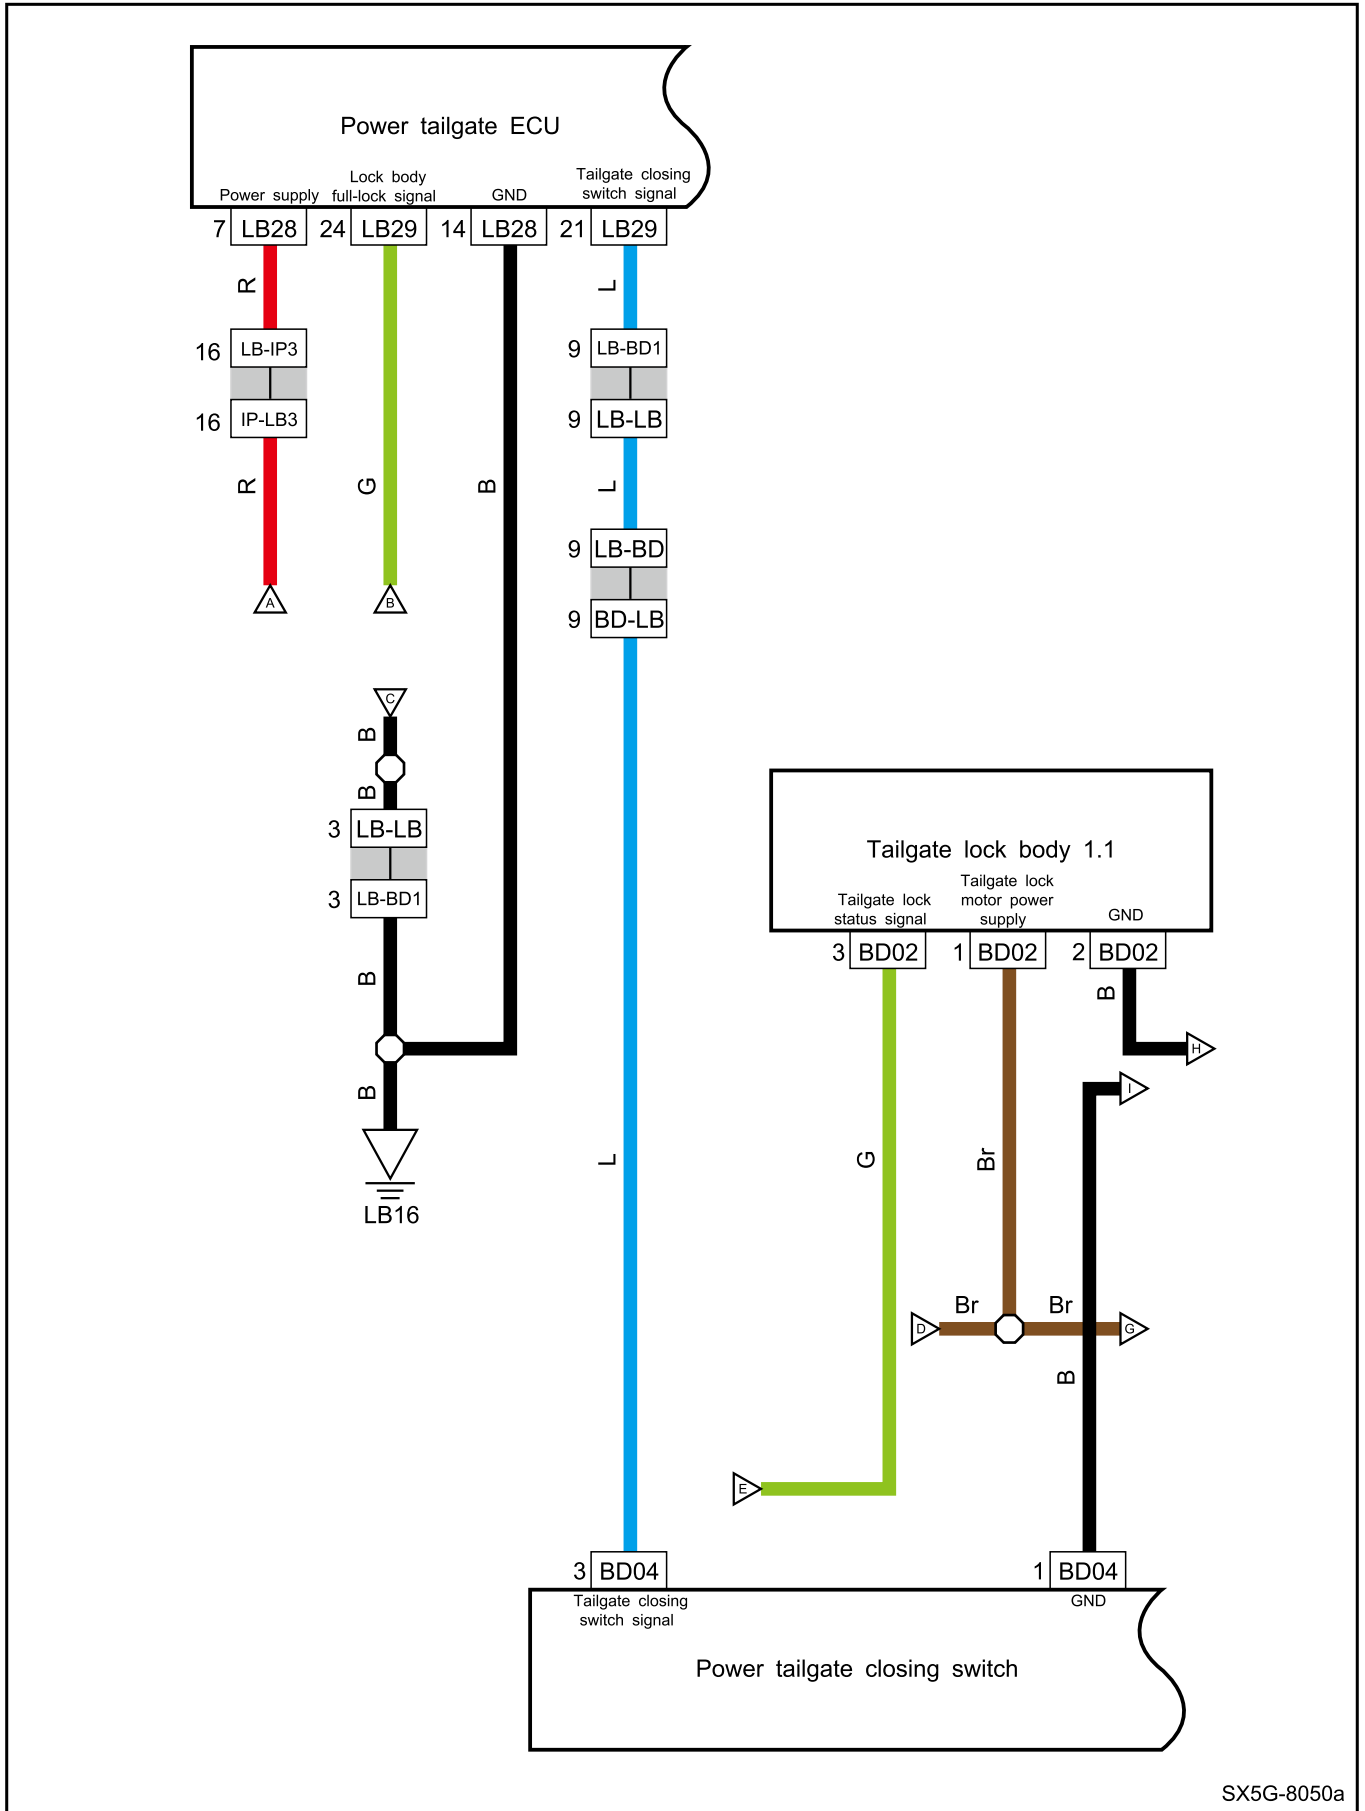 Power tailgate ECU
Power supply
Lock body
full-lock signal
GND
Tailgate closing
switch signal
7 LB28
24 LB29
14 LB28
21 LB29
R
L
16 LB-IP3
9 LB-BD1
16 IP-LB3
9 LB-LB
R
G
B
L
9 LB-BD
A
B
9 BD-LB
C
B
B
3 LB-LB
3 LB-BD1
B
B
LB16
L
Tailgate lock body 1.1
Tailgate lock
status signal
Tailgate lock
motor power
supply
GND
3 BD02
1 BD02
2 BD02
B
H
I
G
Br
Br
Br
D
G
B
E
3 BD04
1 BD04
Tailgate closing
switch signal
GND
Power tailgate closing switch
SX5G-8050a